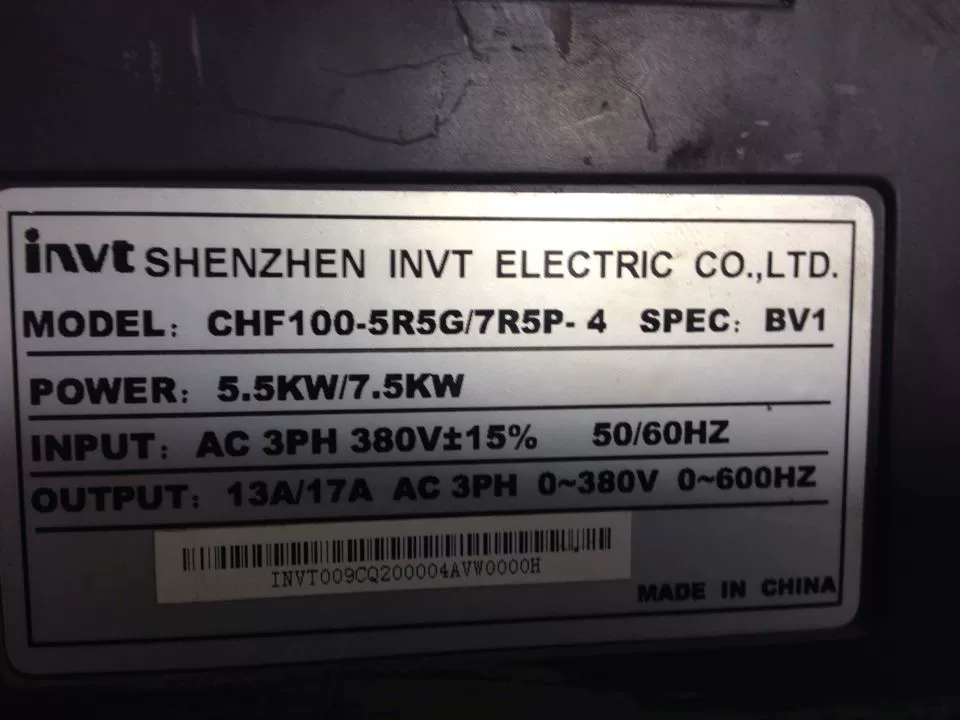 invt SHENZHEN INVT ELECTRIC CO.,LTD.
MODEL: CHF100-5R5G/7R5P-4 SPEC: BV1
POWER: 5.5KW/7.5KW
INPUT: AC 3PH 380V±15% 50/60HZ
OUTPUT: 13A/17A AC 3PH 0~380V 0~600HZ
INVT009CQ200004AVW0000H
MADE IN CHINA